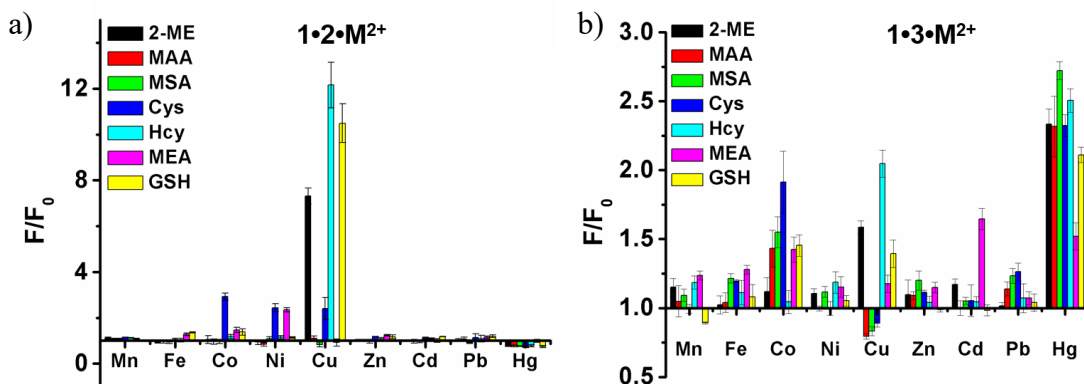 a)
1•2•M²⁺
2-ME
MAA
MSA
Cys
Hcy
MEA
GSH
F/F₀
12
8
4
0
Mn Fe Co Ni Cu Zn Cd Pb Hg
b)
1•3•M²⁺
2-ME
MAA
MSA
Cys
Hcy
MEA
GSH
F/F₀
3.0
2.5
2.0
1.5
1.0
0.5
Mn Fe Co Ni Cu Zn Cd Pb Hg